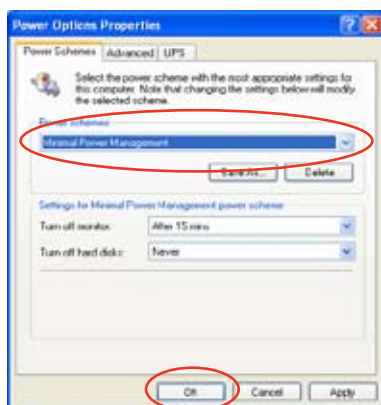 Power Options Properties
Power Schemes Advanced UPS
Select the power scheme with the most appropriate settings for
this computer. Note that changing the settings below will modify
the selected scheme.
Power schemes
Minimal Power Management
Save As... Delete
Settings for Minimal Power Management power scheme
Turn off monitor: After 15 mins
Turn off hard disks: Never
OK Cancel Apply